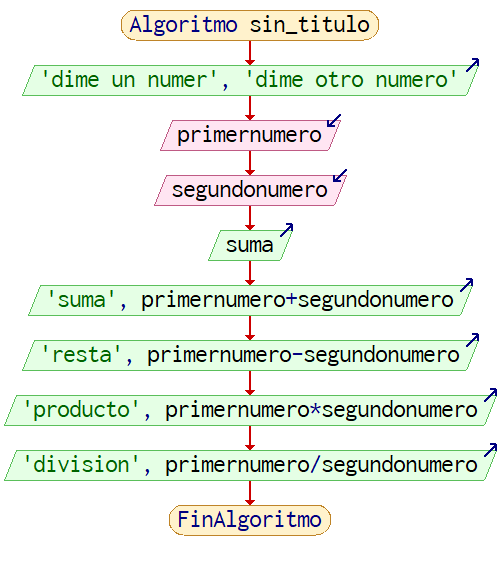 Algoritmo sin_titulo
'dime un numer', 'dime otro numero'
primernumero
segundonumero
suma
'suma', primernumero+segundonumero
'resta', primernumero-segundonumero
'producto', primernumero*segundonumero
'division', primernumero/segundonumero
FinAlgoritmo